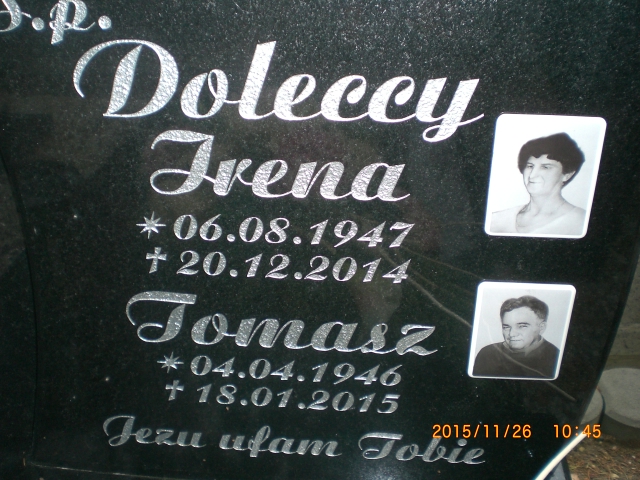 Ś.p.
Doleccy
Irena
* 06.08.1947
† 20.12.2014
Tomasz
* 04.04.1946
† 18.01.2015
Jezu ufam Tobie
2015/11/26 10:45